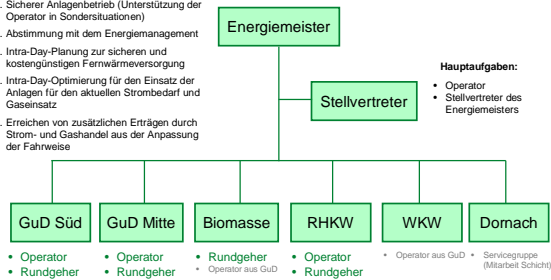 . Sicherer Anlagenbetrieb (Unterstützung der
Operator in Sondersituationen)
. Abstimmung mit dem Energiemanagement
. Intra-Day-Planung zur sicheren und
kostengünstigen Fernwärmeversorgung
. Intra-Day-Optimierung für den Einsatz der
Anlagen für den aktuellen Strombedarf und
Gaseinsatz
. Erreichen von zusätzlichen Erträgen durch
Strom- und Gashandel aus der Anpassung
der Fahrweise
Energiemeister
Stellvertreter
Hauptaufgaben:
• Operator
• Stellvertreter des
Energiemeisters
GuD Süd
GuD Mitte
Biomasse
RHKW
WKW
Dornach
• Operator
• Rundgeher
• Operator
• Rundgeher
• Rundgeher
• Operator aus GuD
• Operator
• Rundgeher
• Operator aus GuD
• Servicegruppe
(Mitarbeit Schicht)